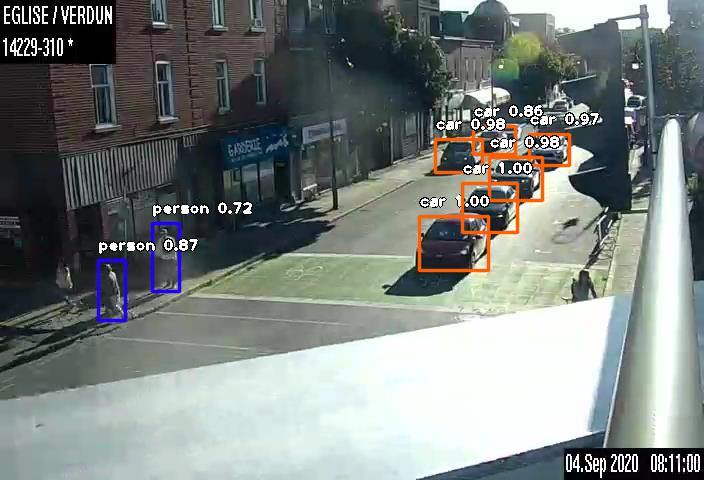 EGLISE / VERDUN
14229-310 *
car 0.86
car 0.98
car 0.97
car 0.98
car 1.00
car 1.00
person 0.72
person 0.87
GARDERIE
04.Sep 2020 08:11:00